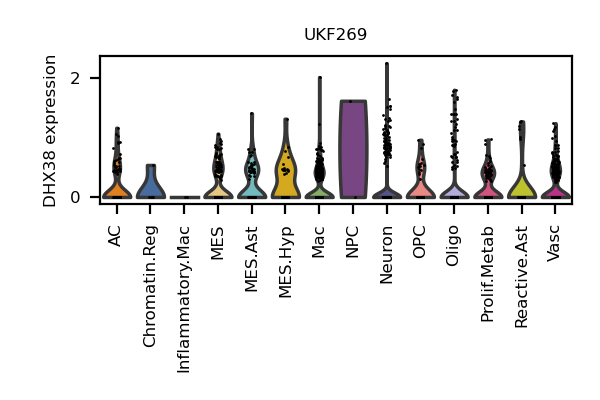 UKF269
DHX38 expression
2
0
AC
Chromatin.Reg
Inflammatory.Mac
MES
MES.Ast
MES.Hyp
Mac
NPC
Neuron
OPC
Oligo
Prolif.Metab
Reactive.Ast
Vasc